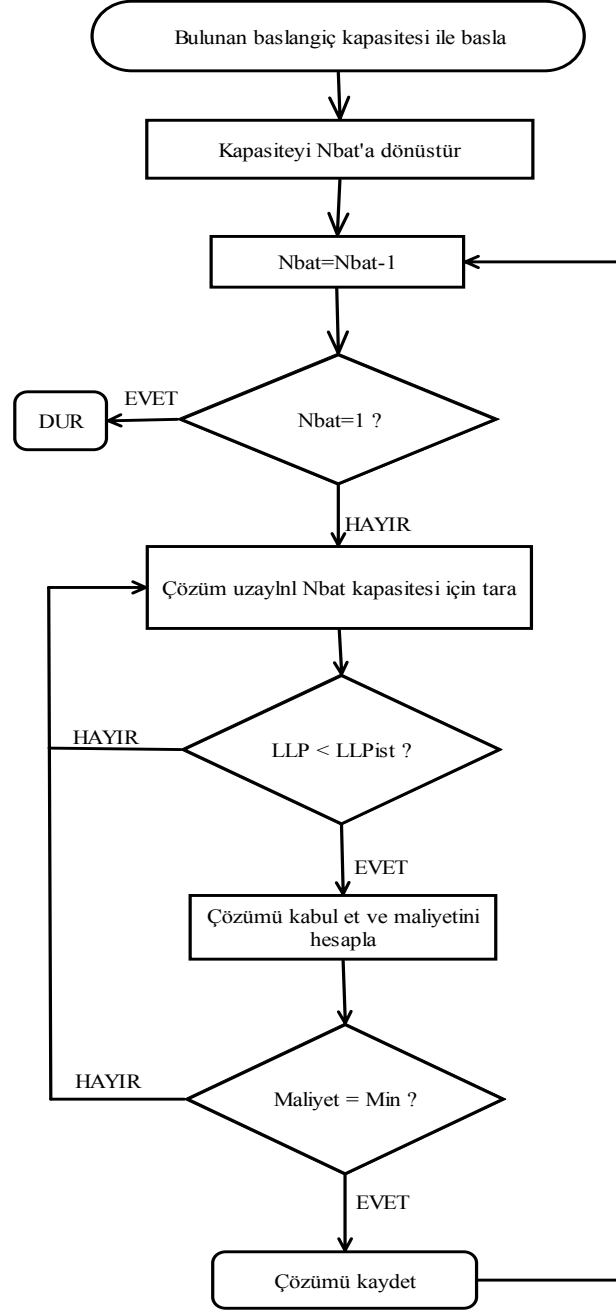 Bulunan baslangiç kapasitesi ile basla
Kapasiteyi Nbat'a dönüstür
Nbat=Nbat-1
EVET
DUR
Nbat=1 ?
HAYIR
Çözüm uzaylnl Nbat kapasitesi için tara
HAYIR
LLP < LLPist ?
EVET
Çözümü kabul et ve maliyetini
hesapla
HAYIR
Maliyet = Min ?
EVET
Çözümü kaydet